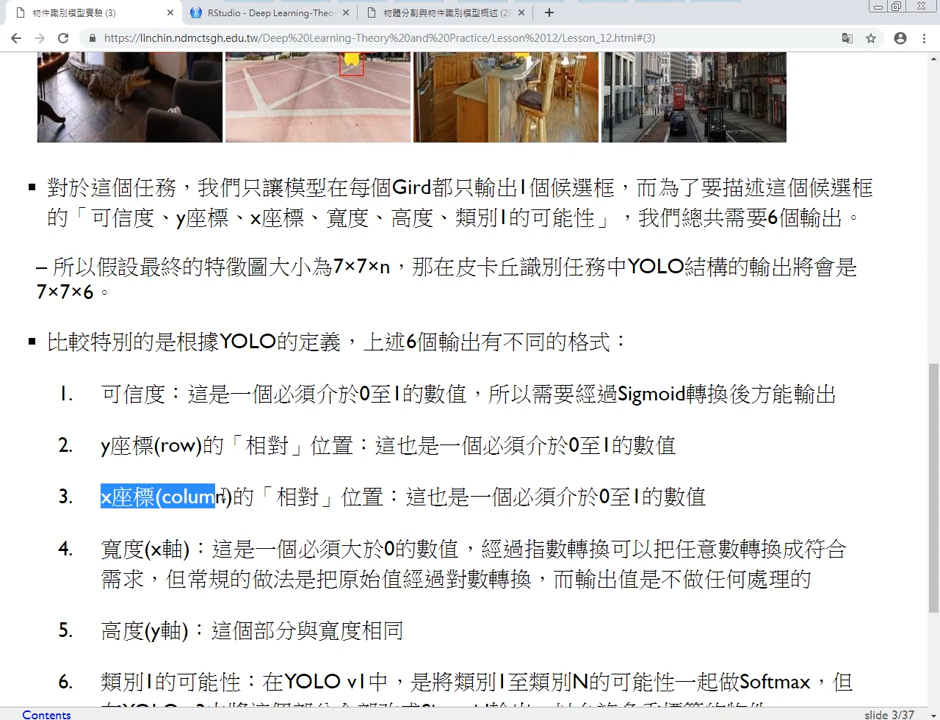 物件識別模型實驗 (3)
RStudio - Deep Learning-Theo
物體分割與物件識別模型概述 (2
https://linchin.ndmctsgh.edu.tw/Deep%20Learning-Theory%20and%20Practice/Lesson%2012/Lesson_12.html#(3)
▪ 對於這個任務，我們只讓模型在每個Gird都只輸出1個候選框，而為了要描述這個候選框
的「可信度、y座標、x座標、寬度、高度、類別1的可能性」，我們總共需要6個輸出。
– 所以假設最終的特徵圖大小為7×7×n，那在皮卡丘識別任務中YOLO結構的輸出將會是
7×7×6。
▪ 比較特別的是根據YOLO的定義，上述6個輸出有不同的格式：
1. 可信度：這是一個必須介於0至1的數值，所以需要經過Sigmoid轉換後方能輸出
2. y座標(row)的「相對」位置：這也是一個必須介於0至1的數值
3. x座標(column)的「相對」位置：這也是一個必須介於0至1的數值
4. 寬度(x軸)：這是一個必須大於0的數值，經過指數轉換可以把任意數轉換成符合
需求，但常規的做法是把原始值經過對數轉換，而輸出值是不做任何處理的
5. 高度(y軸)：這個部分與寬度相同
6. 類別1的可能性：在YOLO v1中，是將類別1至類別N的可能性一起做Softmax，但
Contents
slide 3/37